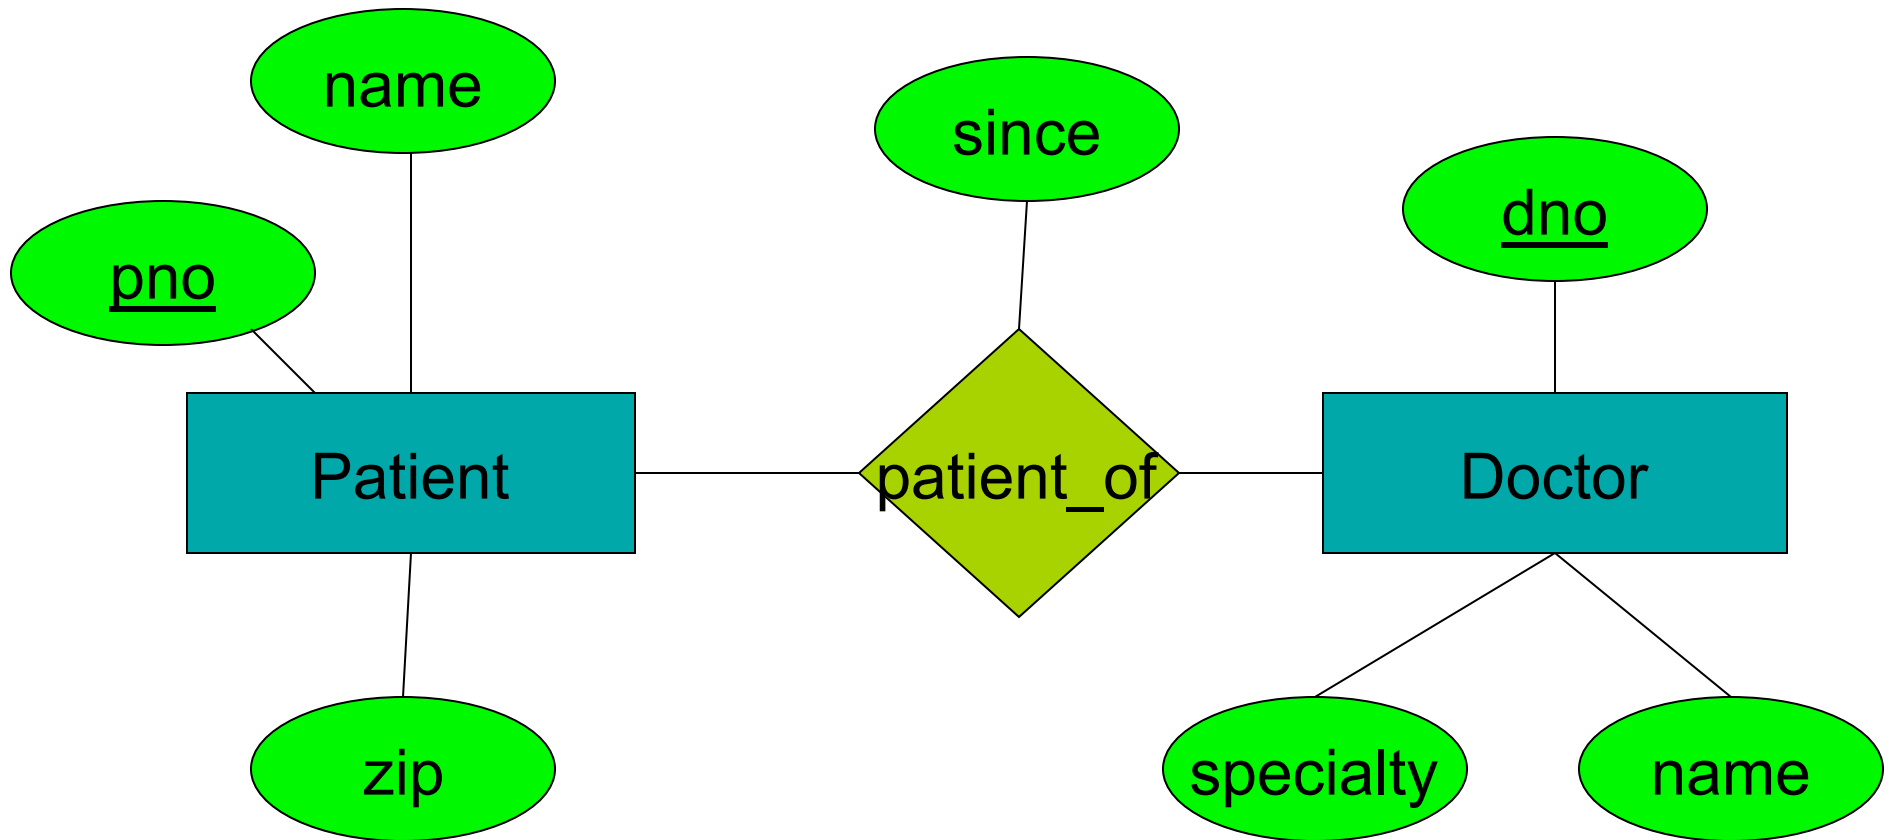 name
since
dno
pno
Patient
patient_of
Doctor
zip
specialty
name